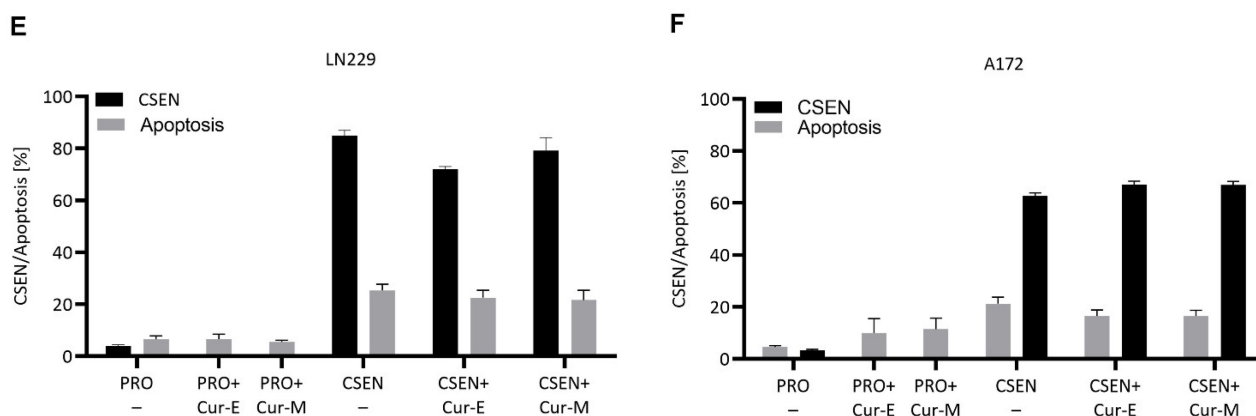 E
LN229
CSEN
Apoptosis
CSEN/Apoptosis [%]
100
80
60
40
20
0
PRO PRO+ PRO+ CSEN CSEN+ CSEN+
– Cur-E Cur-M – Cur-E Cur-M
F
A172
CSEN
Apoptosis
CSEN/Apoptosis [%]
100
80
60
40
20
0
PRO PRO+ PRO+ CSEN CSEN+ CSEN+
– Cur-E Cur-M – Cur-E Cur-M